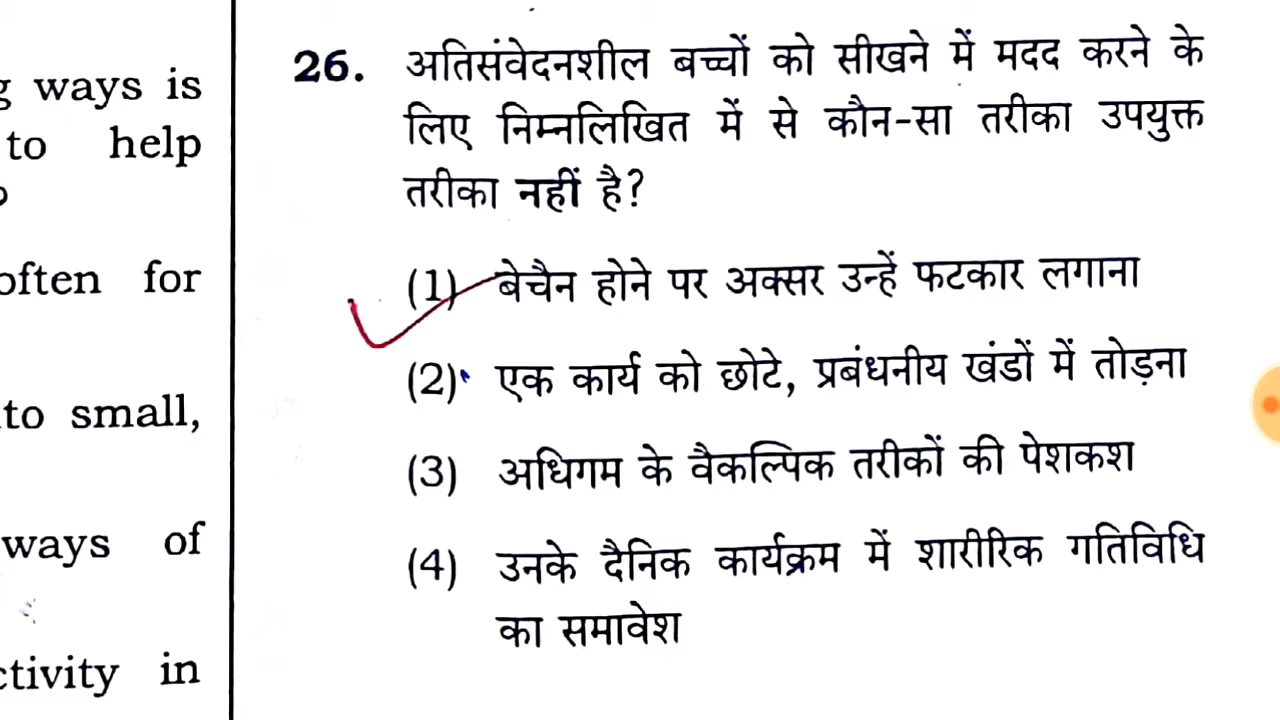 g ways is
to help
often for
to small,
ways of
ctivity in
26. अतिसंवेदनशील बच्चों को सीखने में मदद करने के
लिए निम्नलिखित में से कौन-सा तरीका उपयुक्त
तरीका नहीं है?
(1) बेचैन होने पर अक्सर उन्हें फटकार लगाना
(2) एक कार्य को छोटे, प्रबंधनीय खंडों में तोड़ना
(3) अधिगम के वैकल्पिक तरीकों की पेशकश
(4) उनके दैनिक कार्यक्रम में शारीरिक गतिविधि
का समावेश